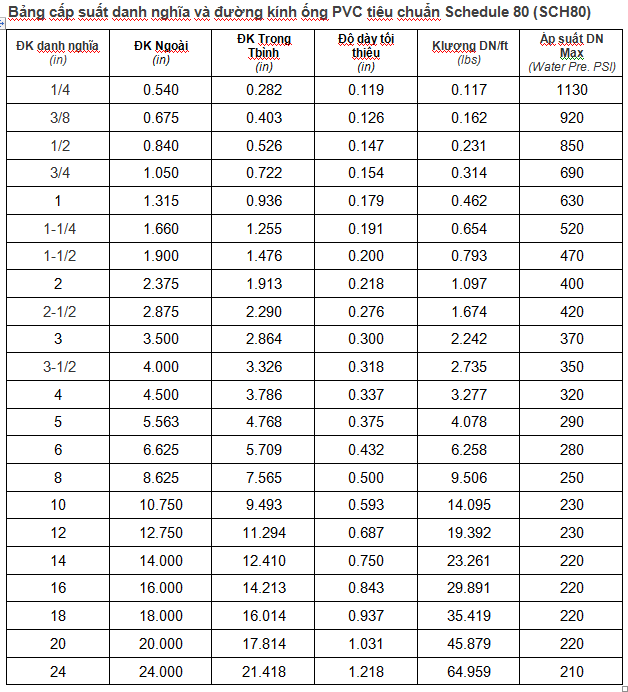 Bảng cấp suất danh nghĩa và đường kính ống PVC tiêu chuẩn Schedule 80 (SCH80)
ĐK danh nghĩa (in) ĐK Ngoài (in) ĐK Trong Tbình (in) Độ dày tối thiểu (in) Klượng DN/ft (lbs) Áp suất DN Max (Water Pre. PSI)
1/4 0.540 0.282 0.119 0.117 1130
3/8 0.675 0.403 0.126 0.162 920
1/2 0.840 0.526 0.147 0.231 850
3/4 1.050 0.722 0.154 0.314 690
1 1.315 0.936 0.179 0.462 630
1-1/4 1.660 1.255 0.191 0.654 520
1-1/2 1.900 1.476 0.200 0.793 470
2 2.375 1.913 0.218 1.097 400
2-1/2 2.875 2.290 0.276 1.674 420
3 3.500 2.864 0.300 2.242 370
3-1/2 4.000 3.326 0.318 2.735 350
4 4.500 3.786 0.337 3.277 320
5 5.563 4.768 0.375 4.078 290
6 6.625 5.709 0.432 6.258 280
8 8.625 7.565 0.500 9.506 250
10 10.750 9.493 0.593 14.095 230
12 12.750 11.294 0.687 19.392 230
14 14.000 12.410 0.750 23.261 220
16 16.000 14.213 0.843 29.891 220
18 18.000 16.014 0.937 35.419 220
20 20.000 17.814 1.031 45.879 220
24 24.000 21.418 1.218 64.959 210